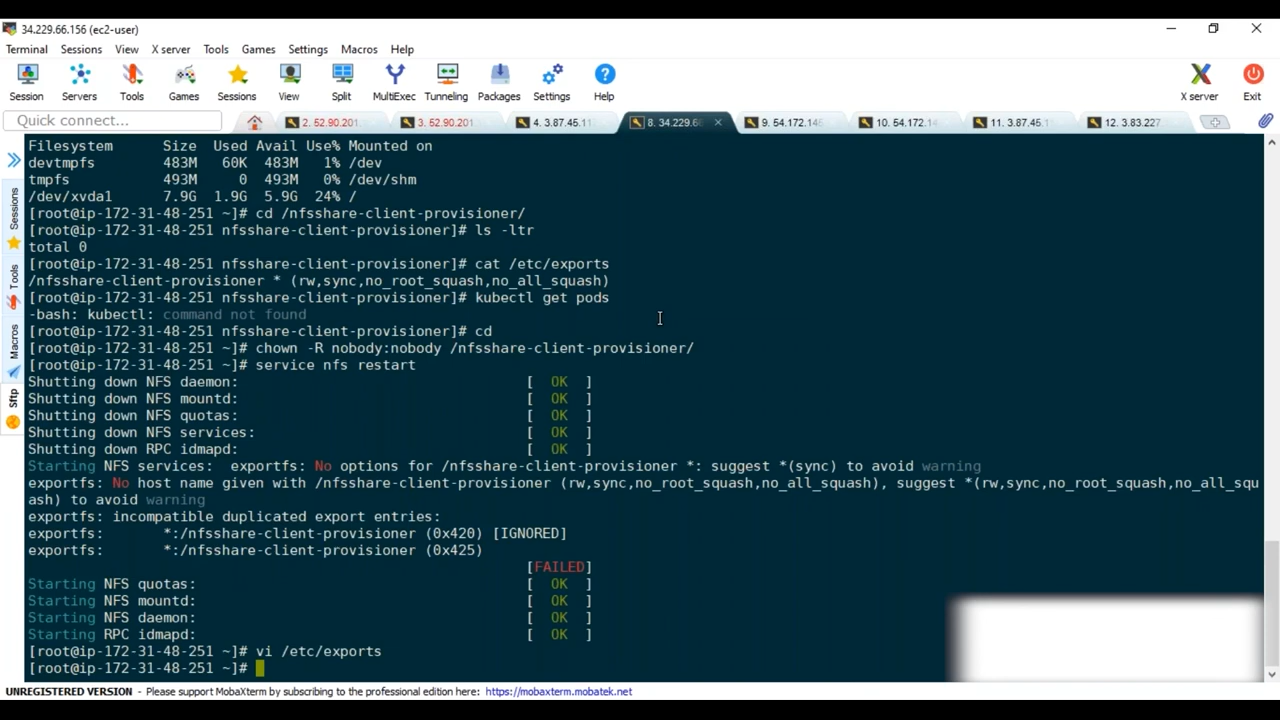 34.229.66.156 (ec2-user)
Terminal Sessions View X server Tools Games Settings Macros Help
Session Servers Tools Games Sessions View Split MultiExec Tunneling Packages Settings Help X server Exit
Quick connect... 2. 52.90.201. 3. 52.90.201 4. 3.87.45.11 8. 34.229.66 9. 54.172.145 10. 54.172.14 11. 3.87.45.1 12. 3.83.227
Sessions
Tools
Macros
Sftp
Filesystem Size Used Avail Use% Mounted on
devtmpfs 483M 60K 483M 1% /dev
tmpfs 493M 0 493M 0% /dev/shm
/dev/xvda1 7.9G 1.9G 5.9G 24% /
[root@ip-172-31-48-251 ~]# cd /nfsshare-client-provisioner/
[root@ip-172-31-48-251 nfsshare-client-provisioner]# ls -ltr
total 0
[root@ip-172-31-48-251 nfsshare-client-provisioner]# cat /etc/exports
/nfsshare-client-provisioner * (rw,sync,no_root_squash,no_all_squash)
[root@ip-172-31-48-251 nfsshare-client-provisioner]# kubectl get pods
-bash: kubectl: command not found
[root@ip-172-31-48-251 nfsshare-client-provisioner]# cd
[root@ip-172-31-48-251 ~]# chown -R nobody:nobody /nfsshare-client-provisioner/
[root@ip-172-31-48-251 ~]# service nfs restart
Shutting down NFS daemon: [ OK ]
Shutting down NFS mountd: [ OK ]
Shutting down NFS quotas: [ OK ]
Shutting down NFS services: [ OK ]
Shutting down RPC idmapd: [ OK ]
Starting NFS services: exportfs: No options for /nfsshare-client-provisioner *: suggest *(sync) to avoid warning
exportfs: No host name given with /nfsshare-client-provisioner (rw,sync,no_root_squash,no_all_squash), suggest *(rw,sync,no_root_squash,no_all_squ
ash) to avoid warning
exportfs: incompatible duplicated export entries:
exportfs: *:/nfsshare-client-provisioner (0x420) [IGNORED]
exportfs: *:/nfsshare-client-provisioner (0x425)
[FAILED]
Starting NFS quotas: [ OK ]
Starting NFS mountd: [ OK ]
Starting NFS daemon: [ OK ]
Starting RPC idmapd: [ OK ]
[root@ip-172-31-48-251 ~]# vi /etc/exports
[root@ip-172-31-48-251 ~]#
UNREGISTERED VERSION - Please support MobaXterm by subscribing to the professional edition here: https://mobaxterm.mobatek.net